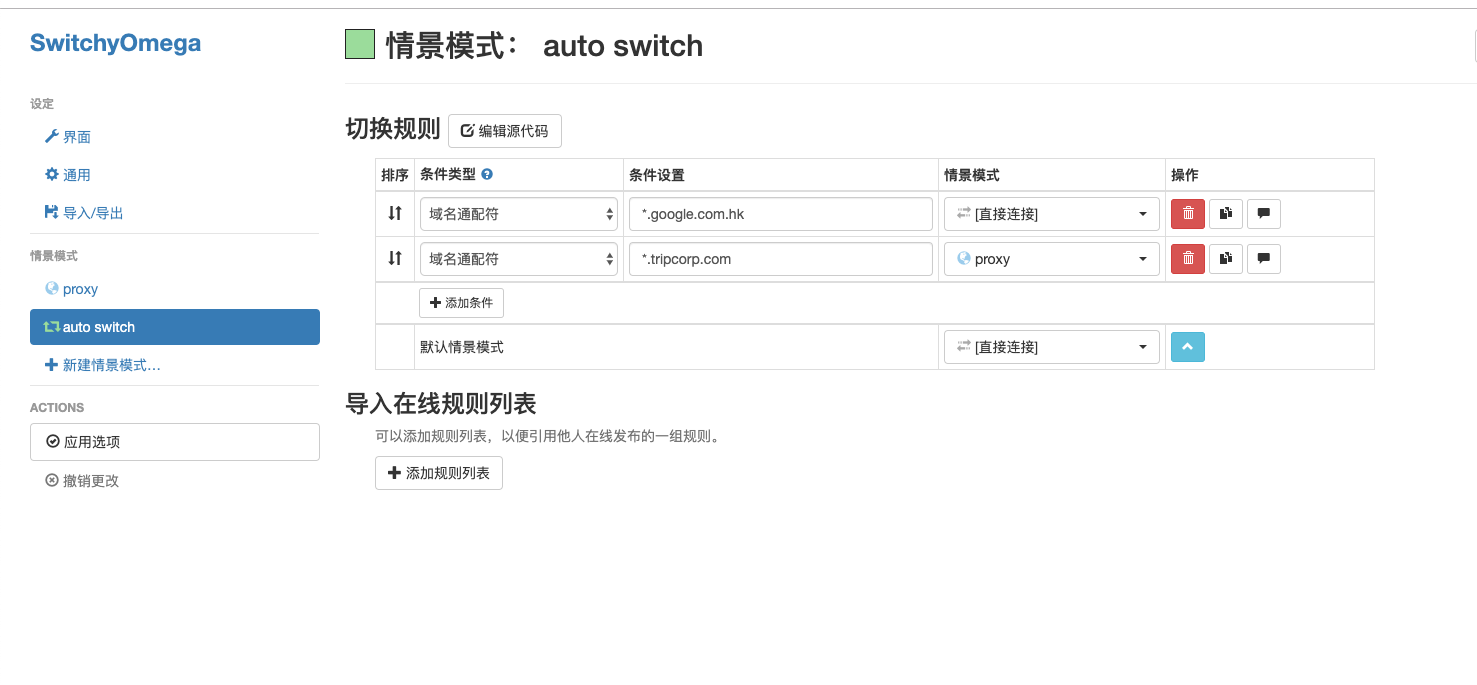 SwitchyOmega
设定
界面
通用
导入/导出
情景模式
proxy
auto switch
新建情景模式…
ACTIONS
应用选项
撤销更改
情景模式： auto switch
切换规则 编辑源代码
排序 条件类型 条件设置 情景模式 操作
域名通配符 *.google.com.hk [直接连接]
域名通配符 *.tripcorp.com proxy
添加条件
默认情景模式 [直接连接]
导入在线规则列表
可以添加规则列表，以便引用他人在线发布的一组规则。
添加规则列表